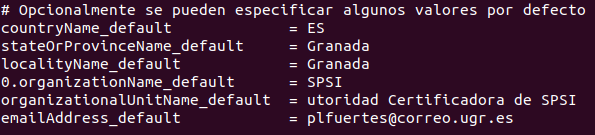 # Opcionalmente se pueden especificar algunos valores por defecto
countryName_default = ES
stateOrProvinceName_default = Granada
localityName_default = Granada
0.organizationName_default = SPSI
organizationalUnitName_default = utoridad Certificadora de SPSI
emailAddress_default = plfuertes@correo.ugr.es